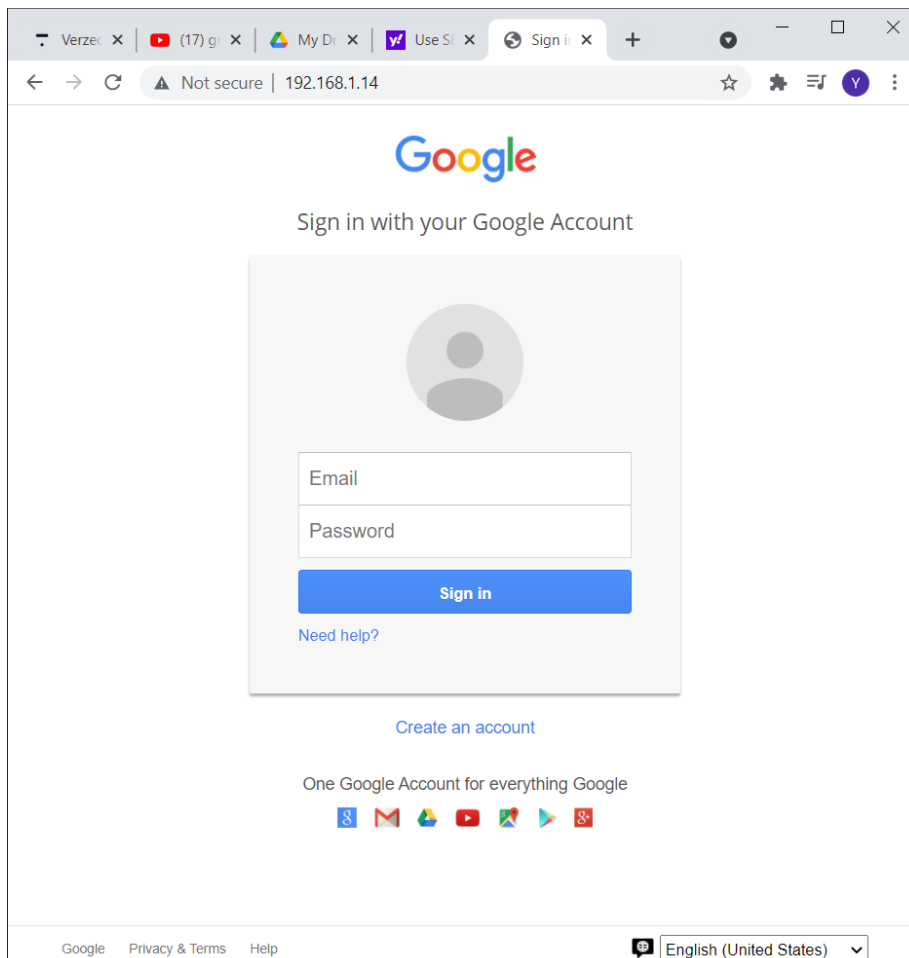 Verzec (17) g My Dr Use S Sign i
Not secure 192.168.1.14 Y
Google
Sign in with your Google Account
Email
Password
Sign in
Need help?
Create an account
One Google Account for everything Google
Google Privacy & Terms Help English (United States)